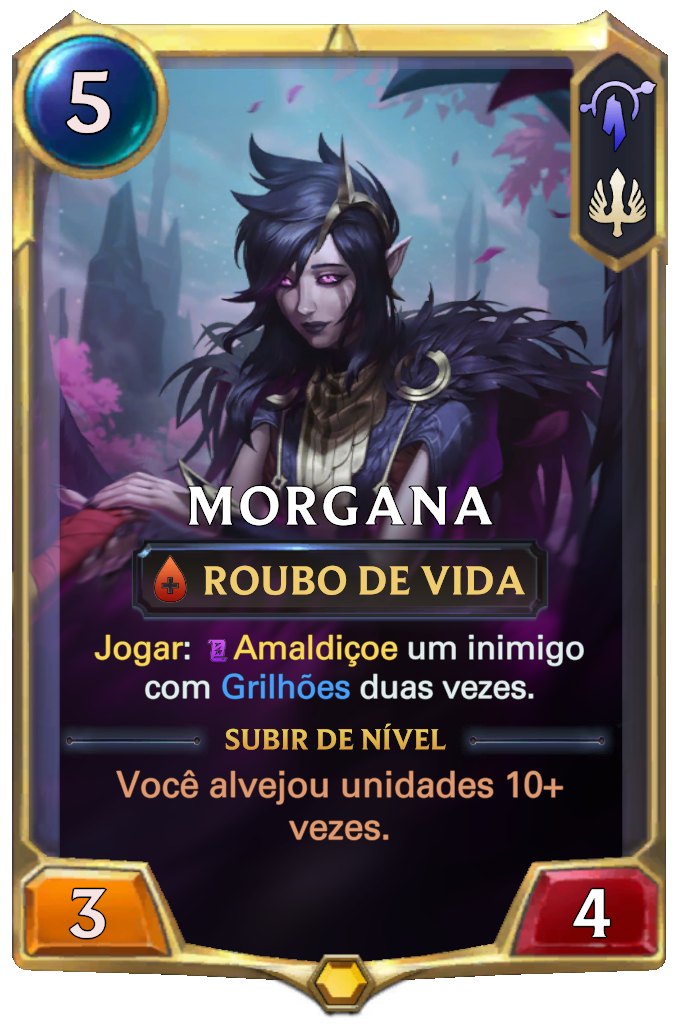 5
MORGANA
ROUBO DE VIDA
Jogar: Amaldiçoe um inimigo
com Grilhões duas vezes.
SUBIR DE NÍVEL
Você alvejou unidades 10+
vezes.
3
4